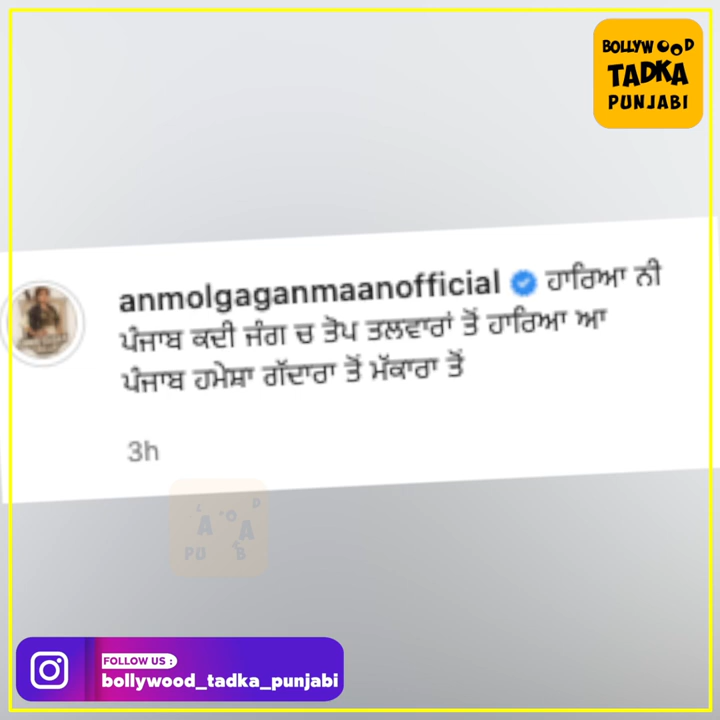 BOLLYWOOD
TADKA
PUNJABI
anmolgaganmaanofficial ਹਾਰਿਆ ਨੀ
ਪੰਜਾਬ ਕਦੀ ਜੰਗ ਚ ਤੋਪ ਤਲਵਾਰਾਂ ਤੋਂ ਹਾਰਿਆ ਆ
ਪੰਜਾਬ ਹਮੇਸ਼ਾ ਗੱਦਾਰਾ ਤੋਂ ਮੱਕਾਰਾ ਤੋਂ
3h
FOLLOW US :
bollywood_tadka_punjabi